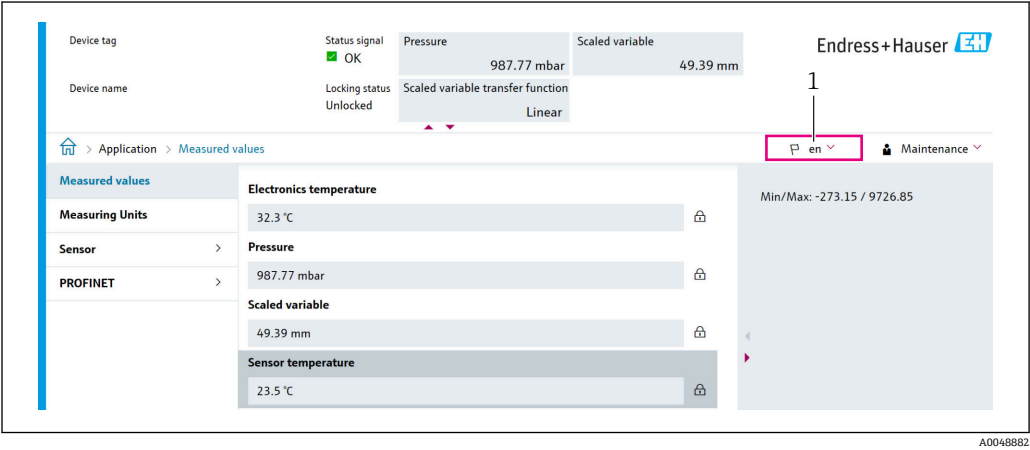 Device tag
Status signal
OK
Pressure
987.77 mbar
Scaled variable
49.39 mm
Endress+Hauser EH
1
Device name
Locking status
Unlocked
Scaled variable transfer function
Linear
Application > Measured values
en
Maintenance
Measured values
Measuring Units
Sensor >
PROFINET >
Electronics temperature
32.3 °C
Pressure
987.77 mbar
Scaled variable
49.39 mm
Sensor temperature
23.5 °C
Min/Max: -273.15 / 9726.85
A0048882